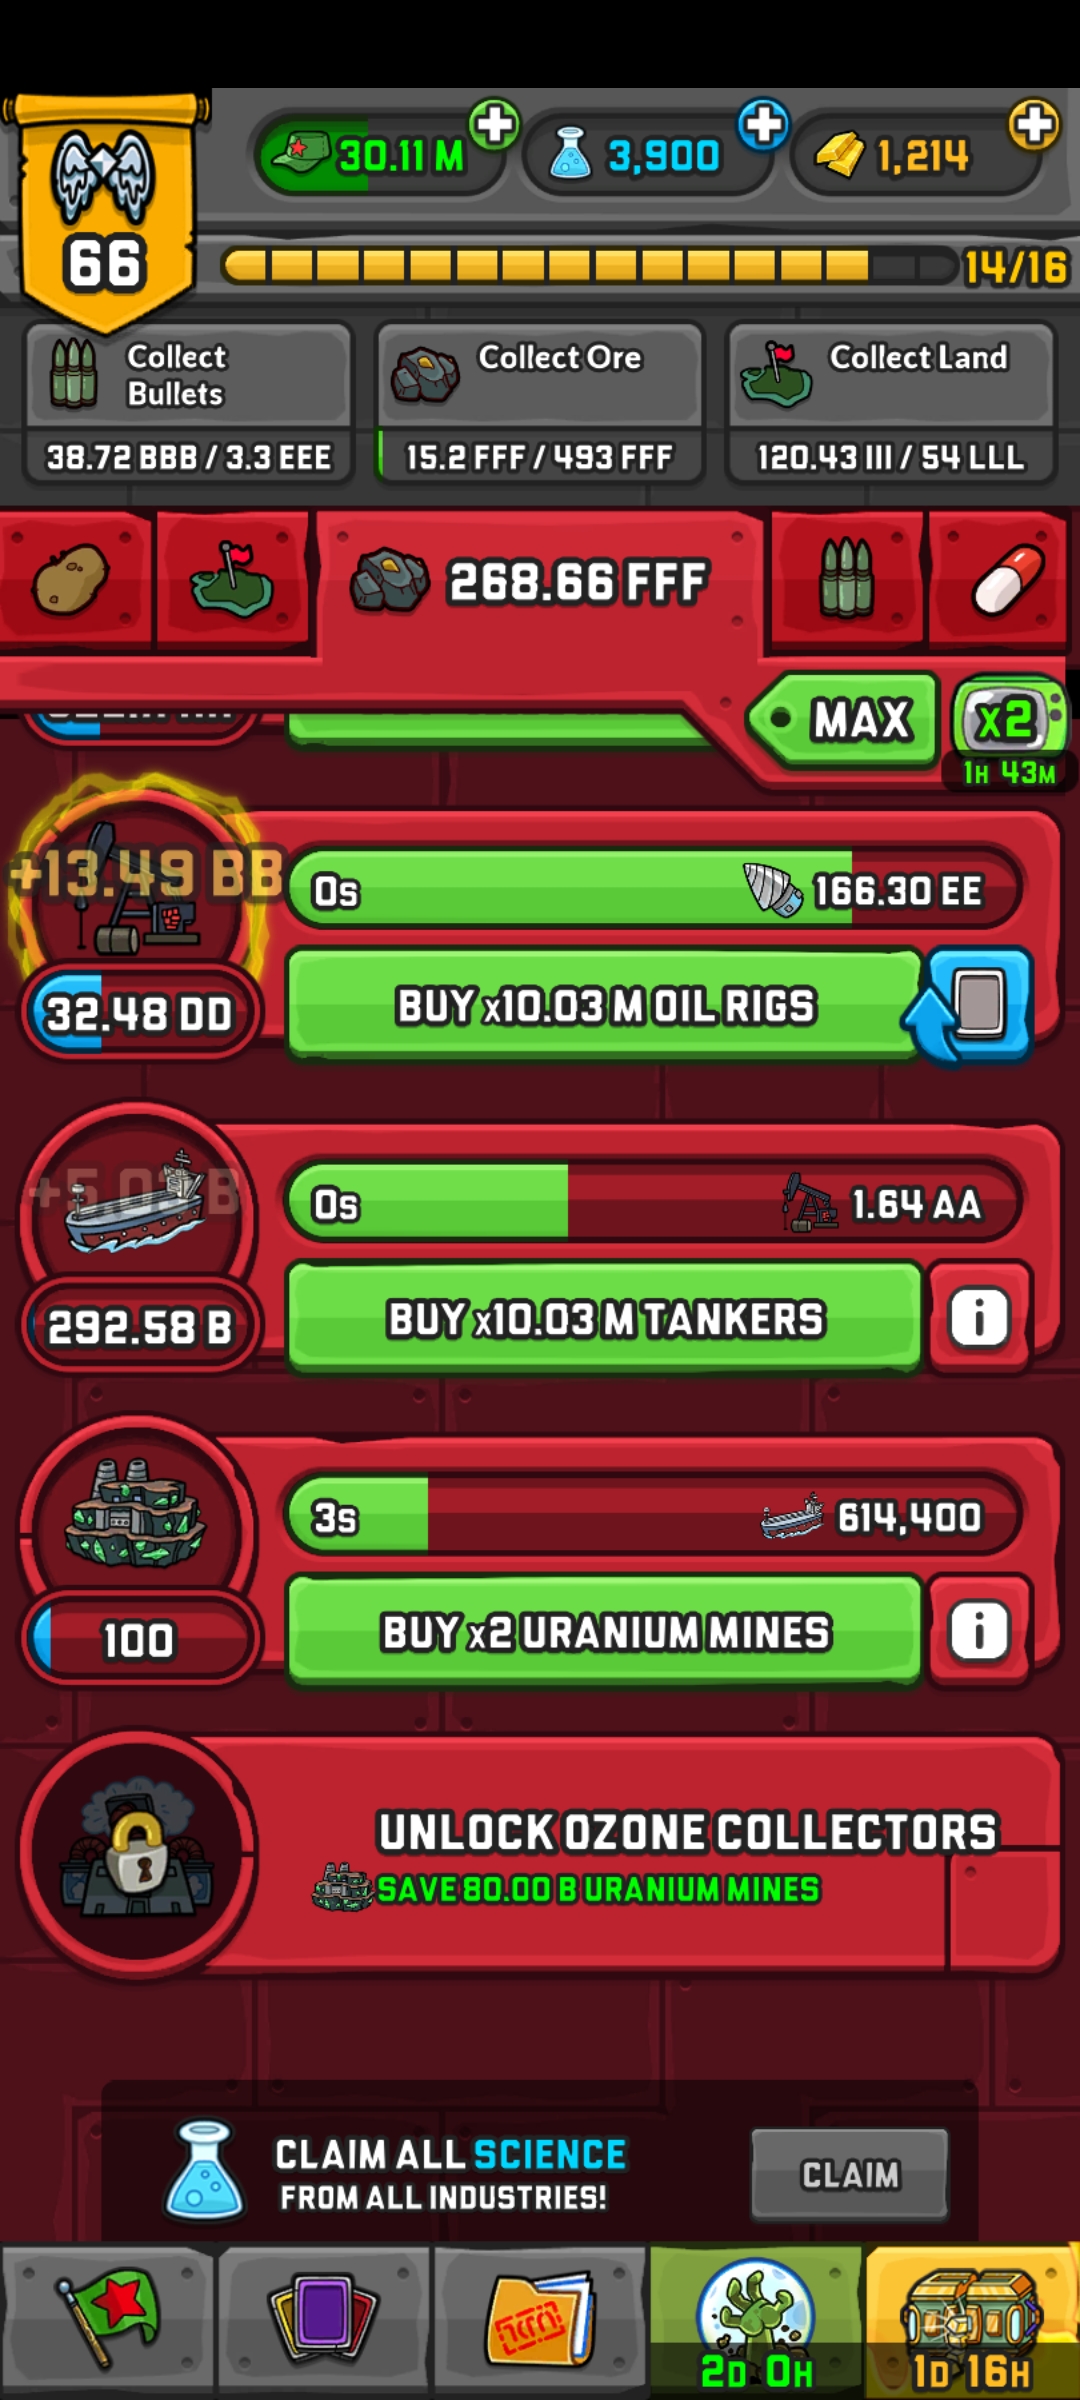 30.11 M
3,900
1,214
66
14/16
Collect
Bullets
Collect Ore
Collect Land
38.72 BBB / 3.3 EEE
15.2 FFF / 493 FFF
120.43 III / 54 LLL
268.66 FFF
MAX
x2
1H 43M
+13.49 BB
0s
166.30 EE
32.48 DD
BUY x10.03 M OIL RIGS
0s
1.64 AA
292.58 B
BUY x10.03 M TANKERS
i
3s
614,400
100
BUY x2 URANIUM MINES
i
UNLOCK OZONE COLLECTORS
SAVE 80.00 B URANIUM MINES
CLAIM ALL SCIENCE
FROM ALL INDUSTRIES!
CLAIM
2D 0H
1D 16H